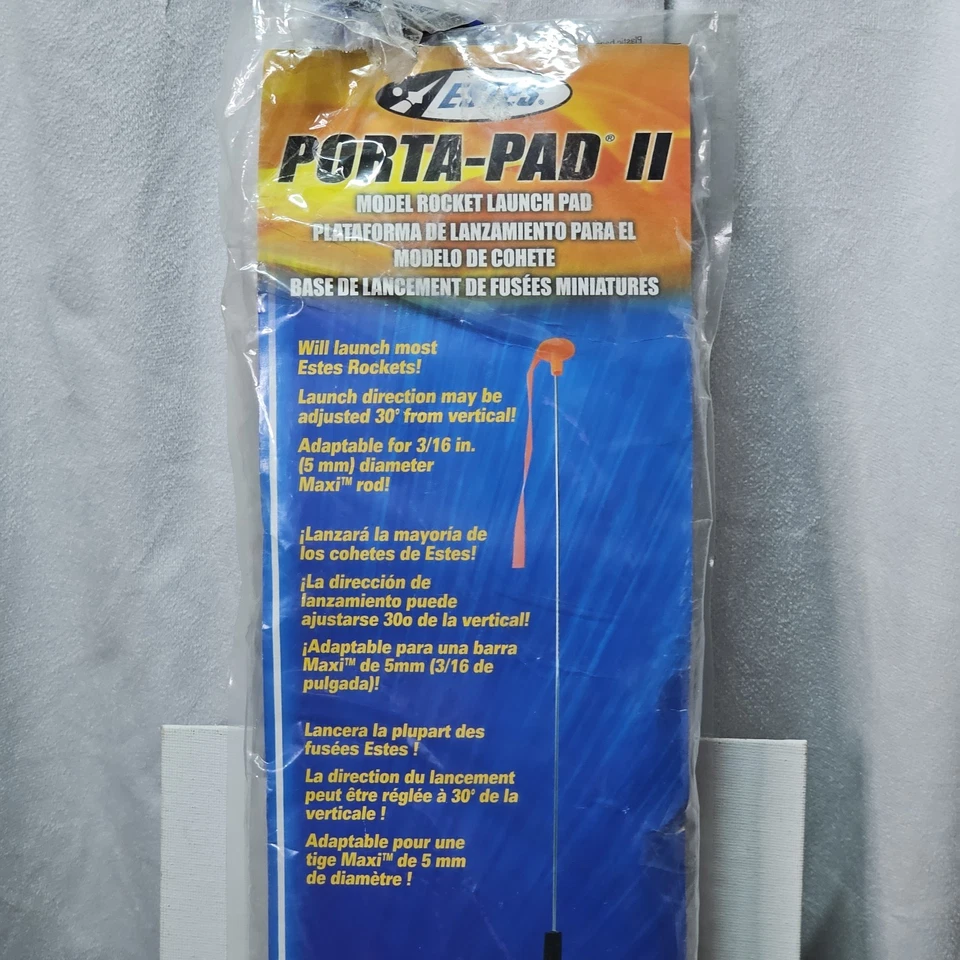 ESTES®
PORTA-PAD® II
MODEL ROCKET LAUNCH PAD
PLATAFORMA DE LANZAMIENTO PARA EL
MODELO DE COHETE
BASE DE LANCEMENT DE FUSÉES MINIATURES
Will launch most
Estes Rockets!
Launch direction may be
adjusted 30° from vertical!
Adaptable for 3/16 in.
(5 mm) diameter
Maxi™ rod!
¡Lanzará la mayoría de
los cohetes de Estes!
¡La dirección de
lanzamiento puede
ajustarse 30o de la vertical!
¡Adaptable para una barra
Maxi™ de 5mm (3/16 de
pulgada)!
Lancera la plupart des
fusées Estes !
La direction du lancement
peut être réglée à 30° de la
verticale !
Adaptable pour une
tige Maxi™ de 5 mm
de diamètre !